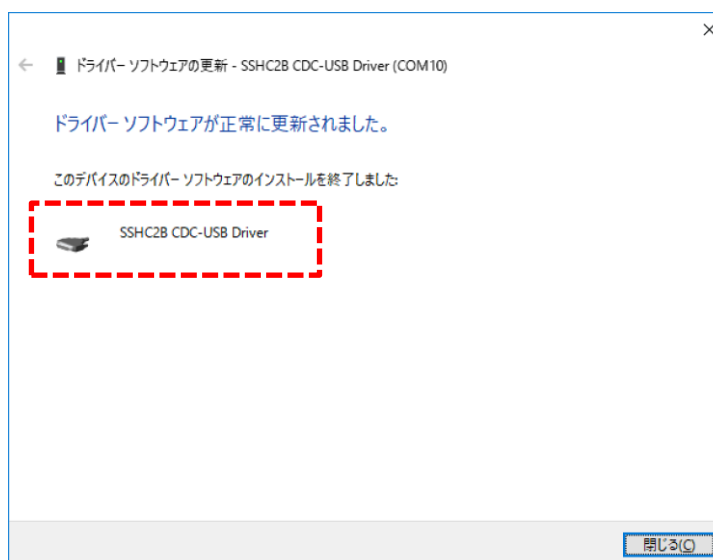 ドライバー ソフトウェアの更新 - SSHC2B CDC-USB Driver (COM10)
ドライバー ソフトウェアが正常に更新されました。
このデバイスのドライバー ソフトウェアのインストールを終了しました:
SSHC2B CDC-USB Driver
閉じる(C)